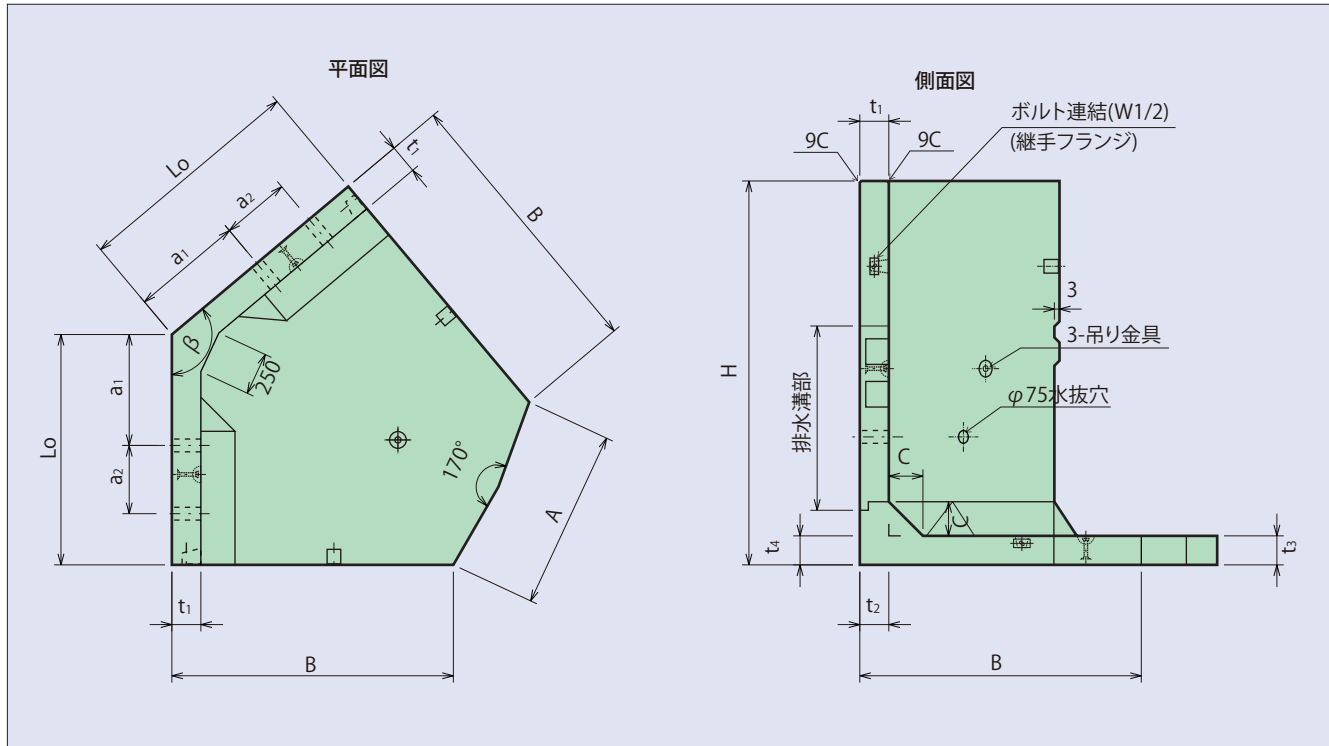 平面図
Lo
a₁
a₂
t₁
B
β
250
Lo
a₁
a₂
170°
A
t₁
B
側面図
t₁
ボルト連結(W1/2)
(継手フランジ)
9C
9C
H
3
3-吊り金具
排水溝部
φ75水抜穴
C
C
t₄
t₃
t₂
B